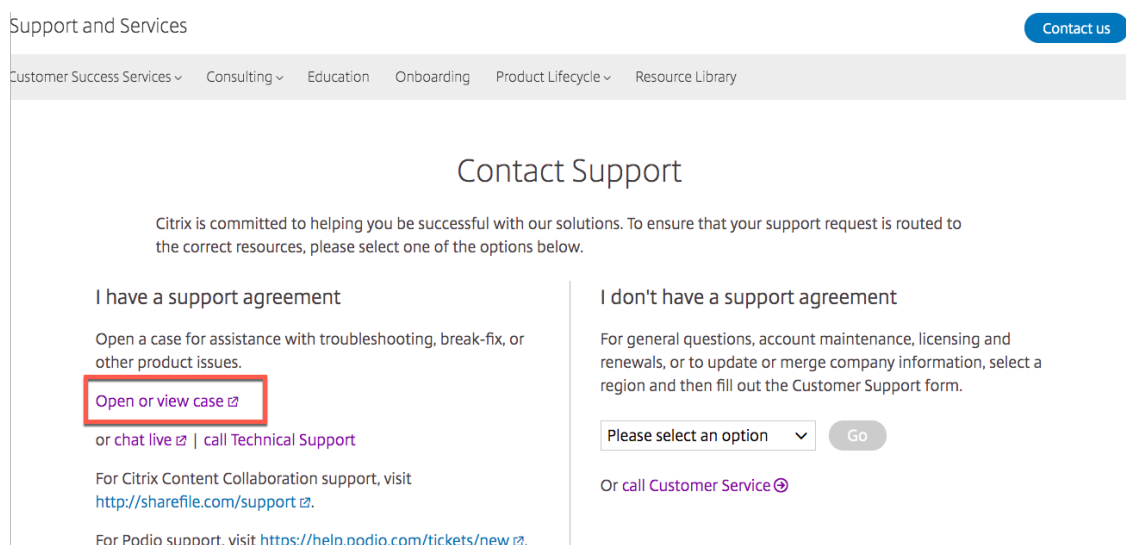 Support and Services
Contact us
Customer Success Services
Consulting
Education
Onboarding
Product Lifecycle
Resource Library
Contact Support
Citrix is committed to helping you be successful with our solutions. To ensure that your support request is routed to
the correct resources, please select one of the options below.
I have a support agreement
Open a case for assistance with troubleshooting, break-fix, or
other product issues.
Open or view case
or chat live | call Technical Support
For Citrix Content Collaboration support, visit
http://sharefile.com/support.
For Podio support, visit https://help.podio.com/tickets/new.
I don't have a support agreement
For general questions, account maintenance, licensing and
renewals, or to update or merge company information, select a
region and then fill out the Customer Support form.
Please select an option
Go
Or call Customer Service